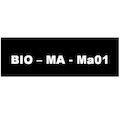 BIO – MA - Ma01